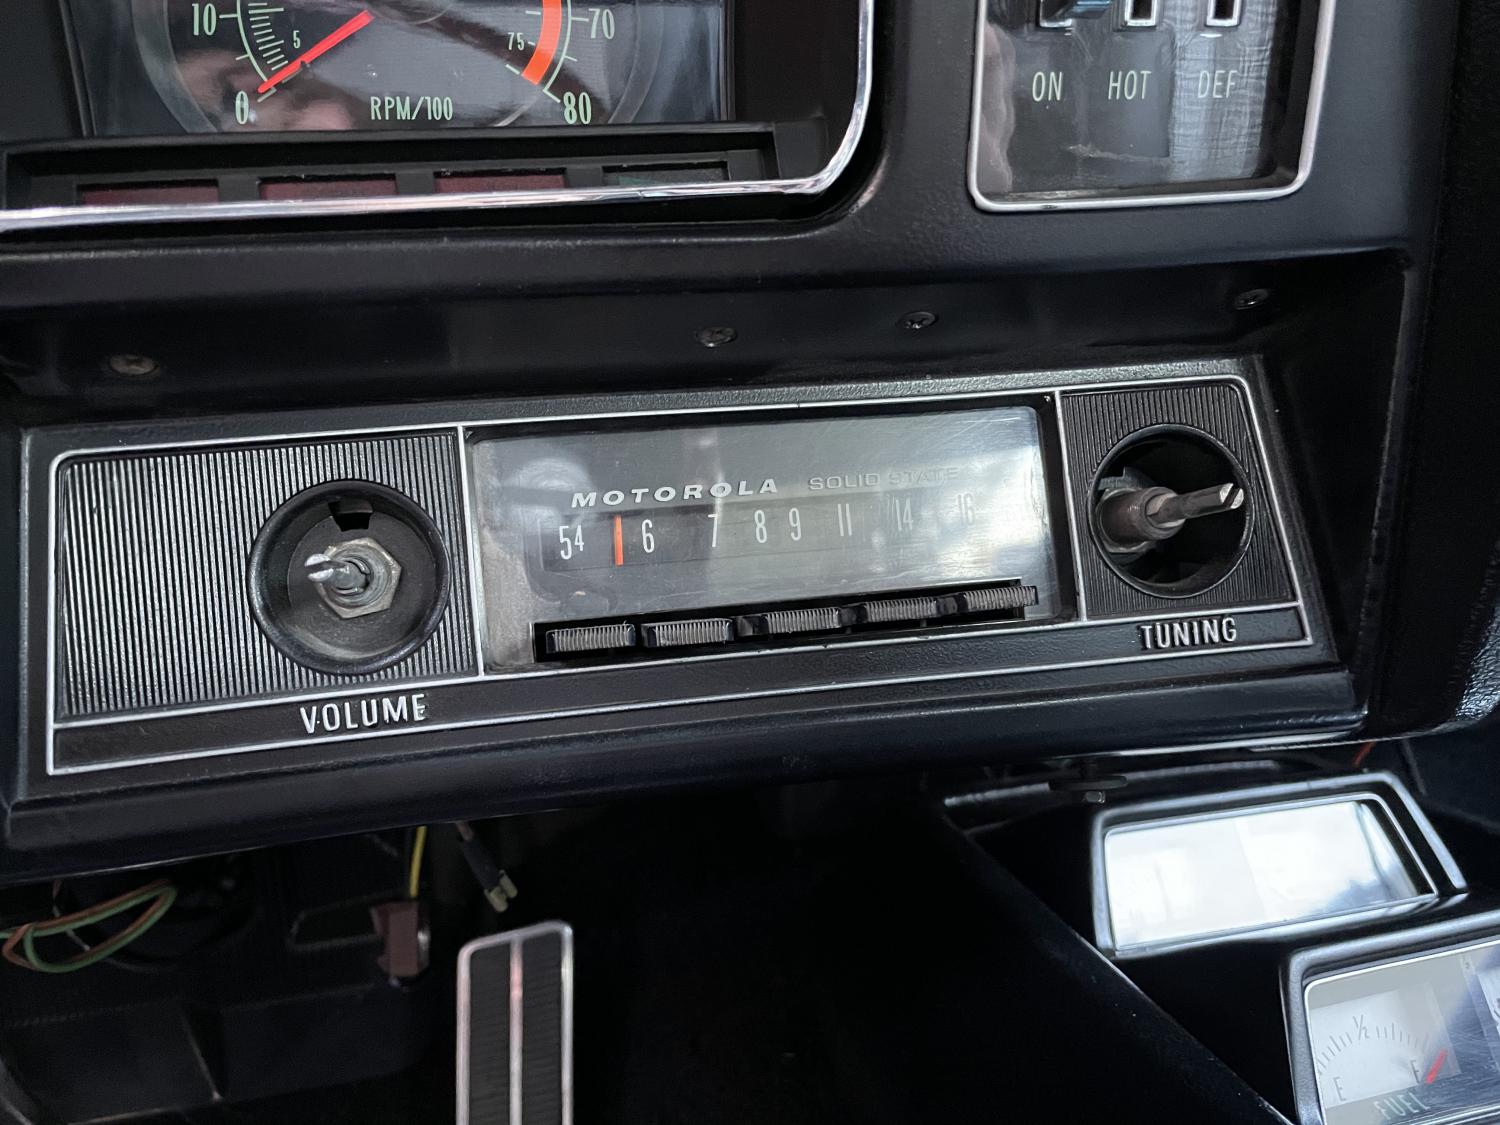 10 5 75 70
0 RPM/100 80
ON HOT DEF
MOTOROLA SOLID STATE
54 6 7 8 9 11 14 16
VOLUME
TUNING
E 1/2 F
FUEL